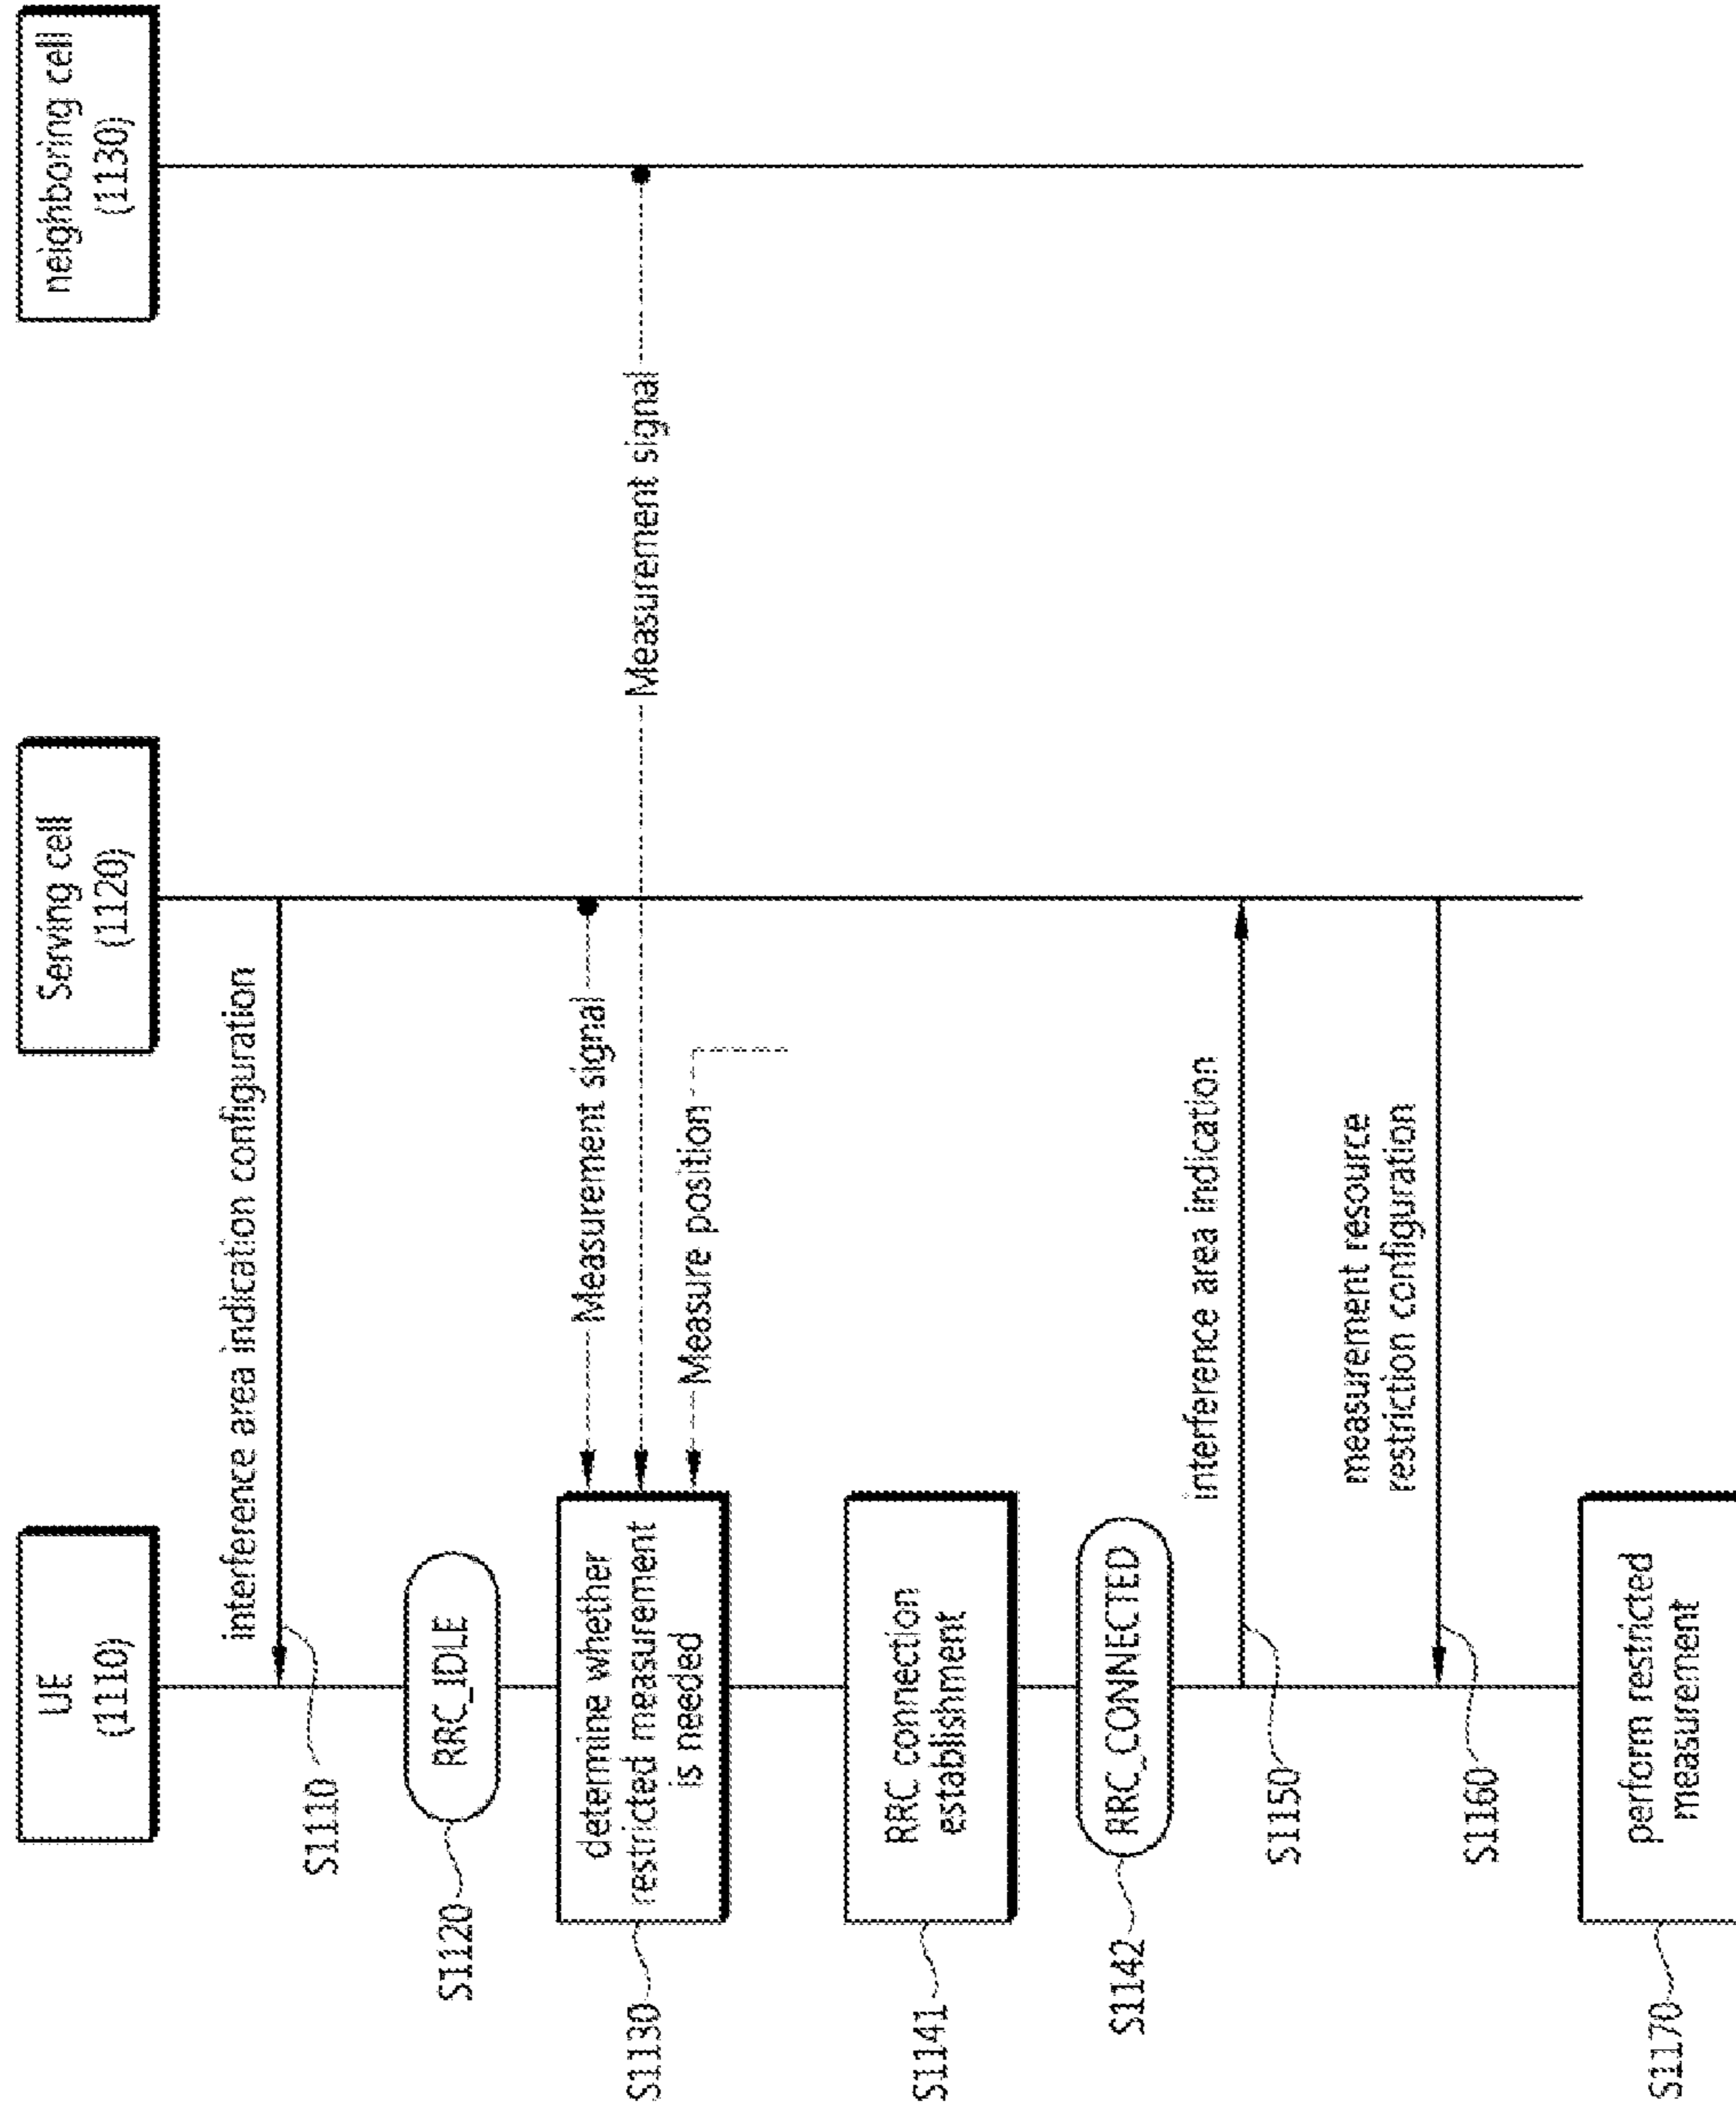 UE
(1110)
Serving cell
(1120)
neighboring cell
(1130)
interface area indication configuration
S1110
RRC_IDLE
S1120
Measurement signal
Measurement signal
Measure position
determine whether
restricted measurement
is needed
S1130
RRC connection
establishment
S1141
RRC_CONNECTED
S1142
interference area indication
S1150
measurement resource
restriction configuration
S1160
perform restricted
measurement
S1170